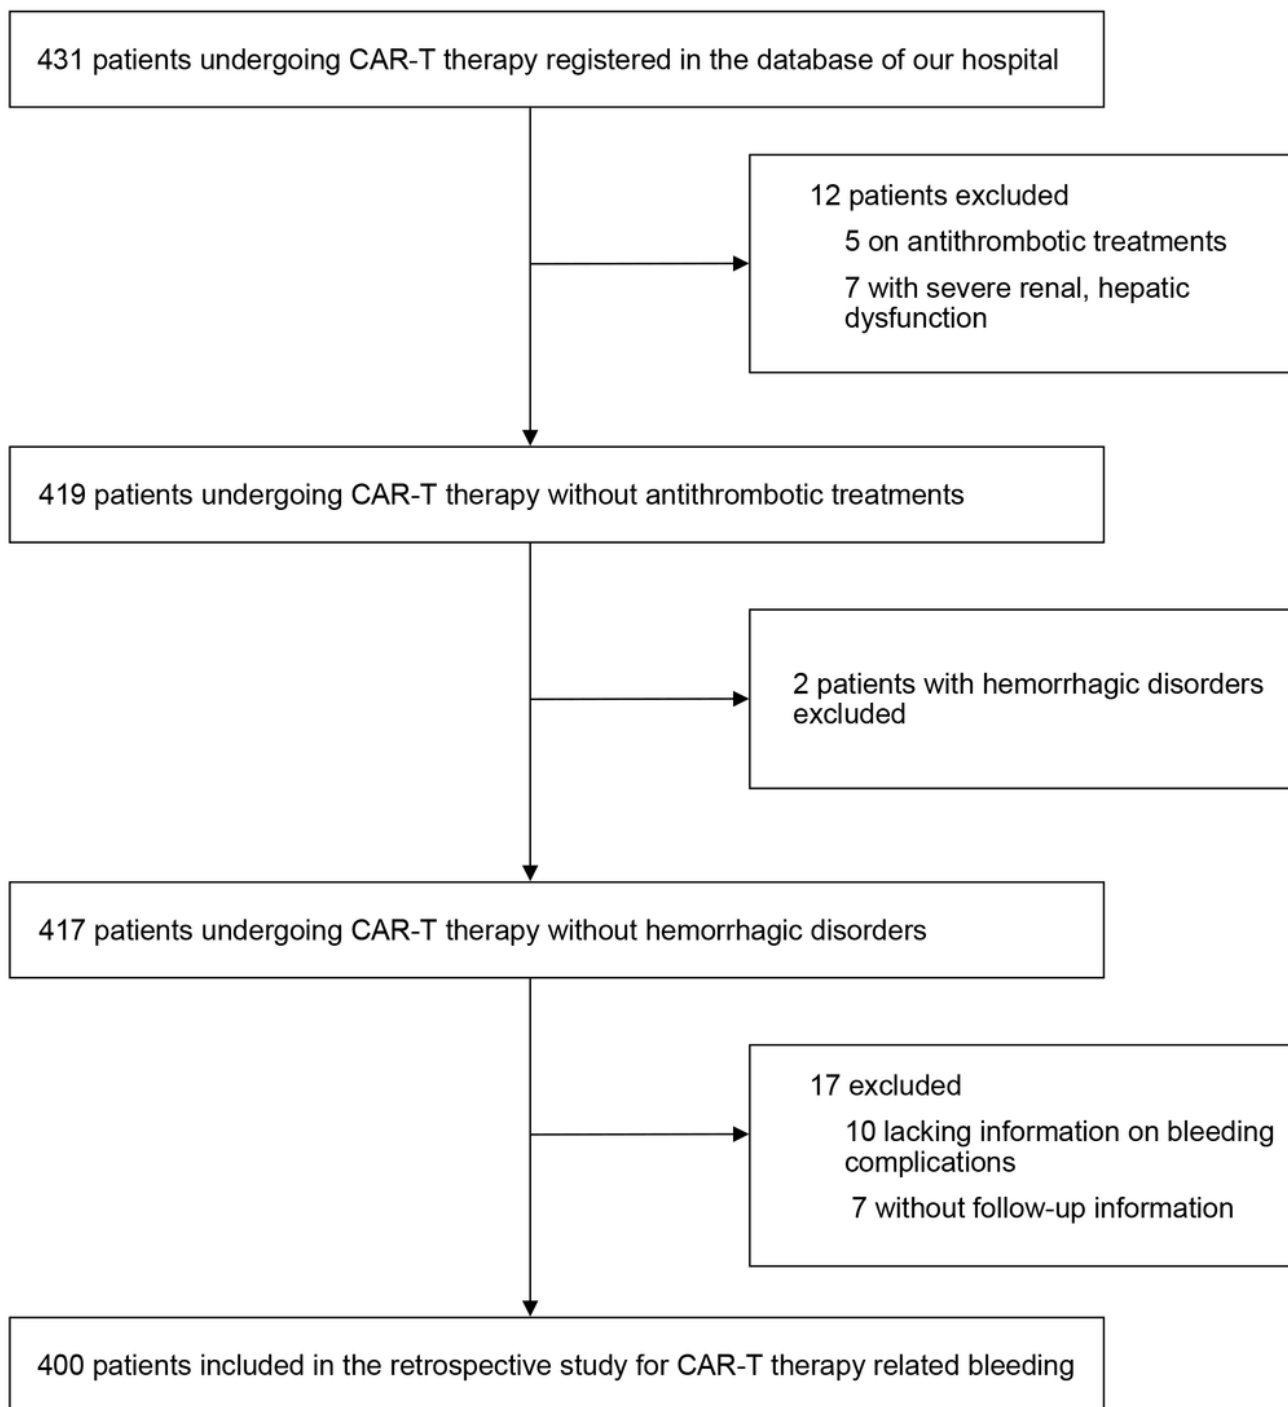 431 patients undergoing CAR-T therapy registered in the database of our hospital
12 patients excluded
5 on antithrombotic treatments
7 with severe renal, hepatic
dysfunction
419 patients undergoing CAR-T therapy without antithrombotic treatments
2 patients with hemorrhagic disorders
excluded
417 patients undergoing CAR-T therapy without hemorrhagic disorders
17 excluded
10 lacking information on bleeding
complications
7 without follow-up information
400 patients included in the retrospective study for CAR-T therapy related bleeding